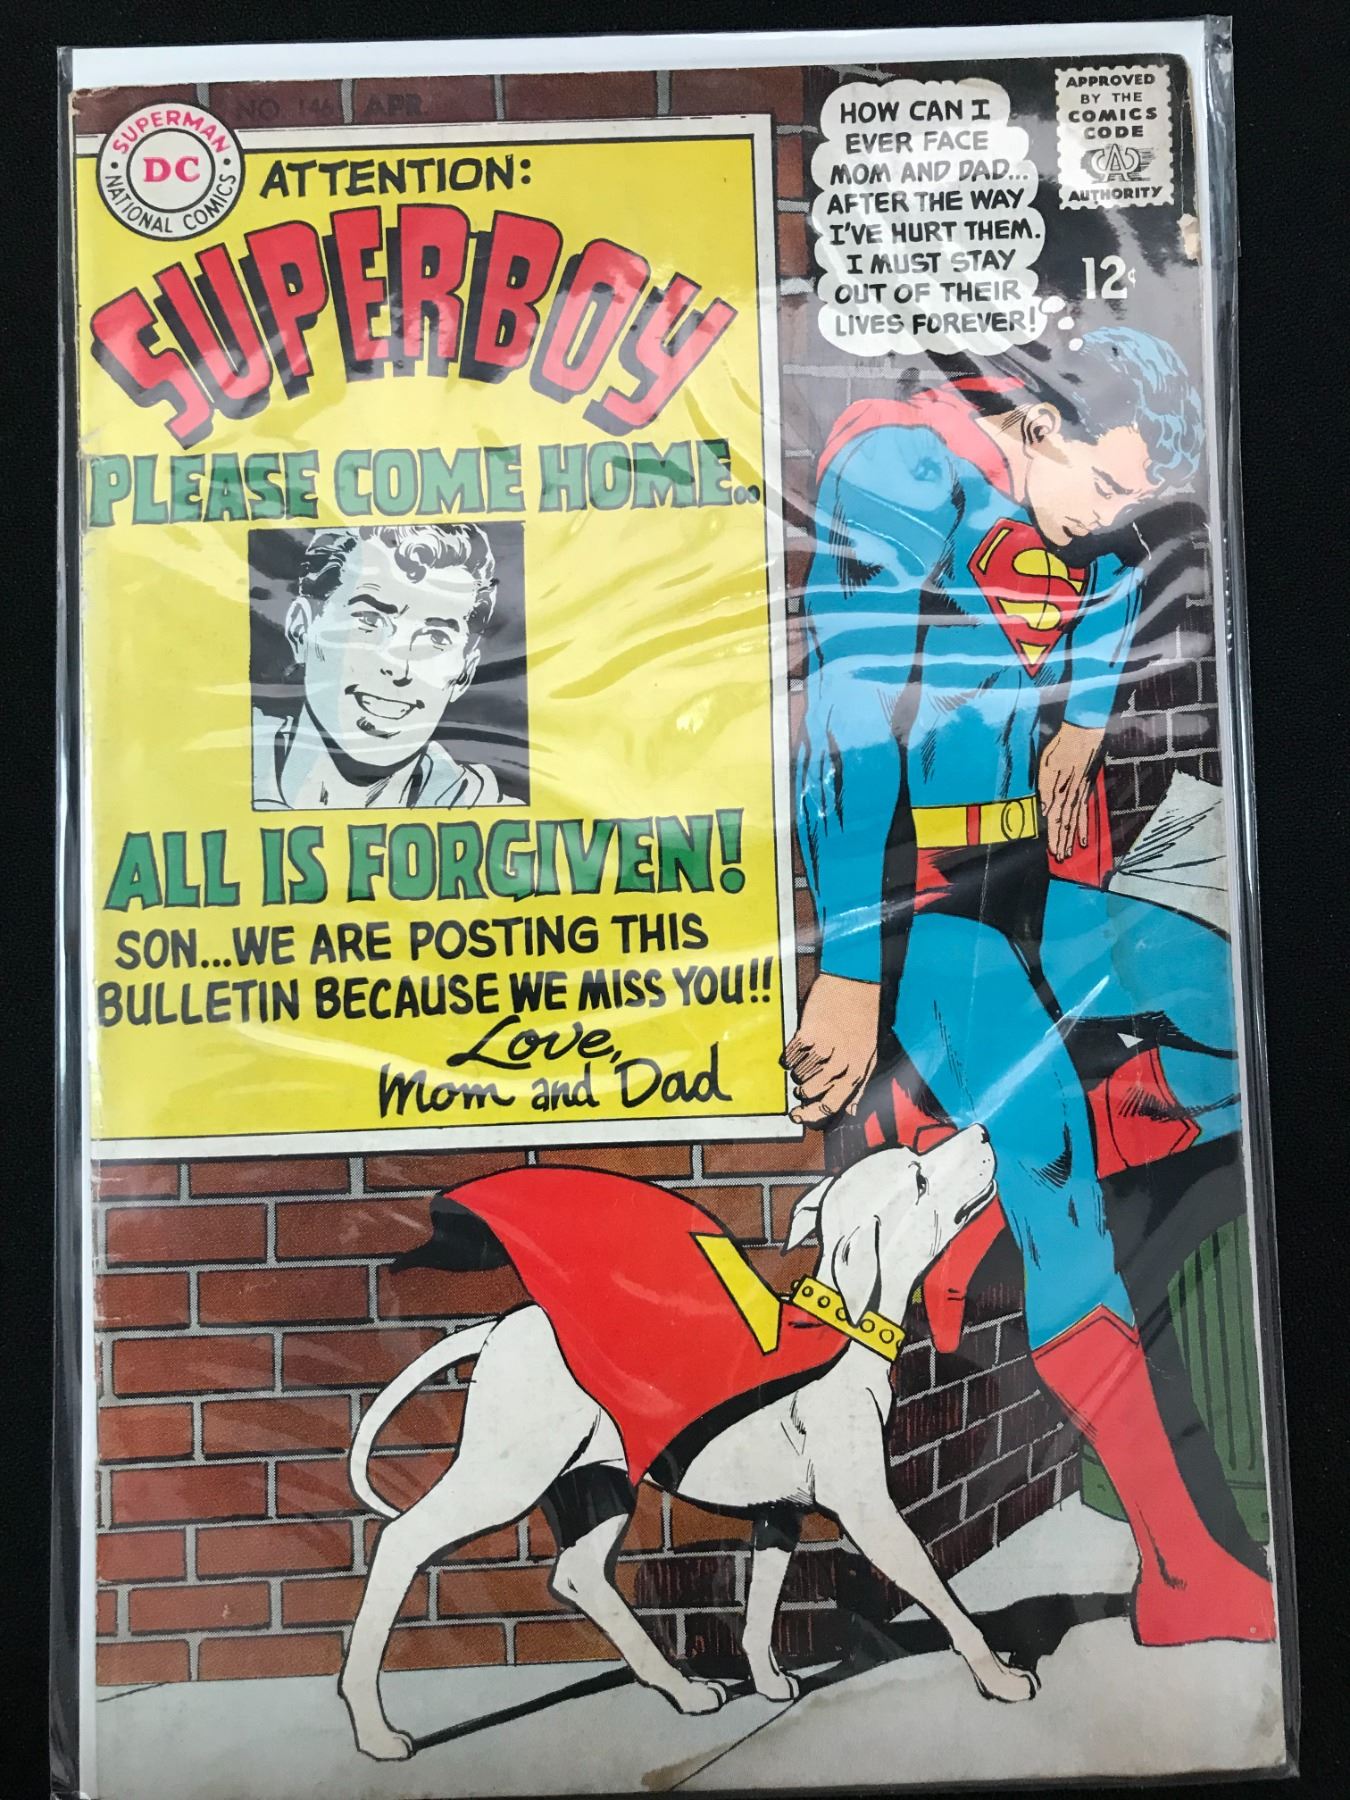 NO 146 APR
SUPERMAN
DC
NATIONAL COMICS
ATTENTION:
SUPERBOY
PLEASE COME HOME..
ALL IS FORGIVEN!
SON...WE ARE POSTING THIS
BULLETIN BECAUSE WE MISS YOU!!
Love,
Mom and Dad
HOW CAN I
EVER FACE
MOM AND DAD...
AFTER THE WAY
I'VE HURT THEM.
I MUST STAY
OUT OF THEIR
LIVES FOREVER!
APPROVED
BY THE
COMICS
CODE
CA
AUTHORITY
12¢
S